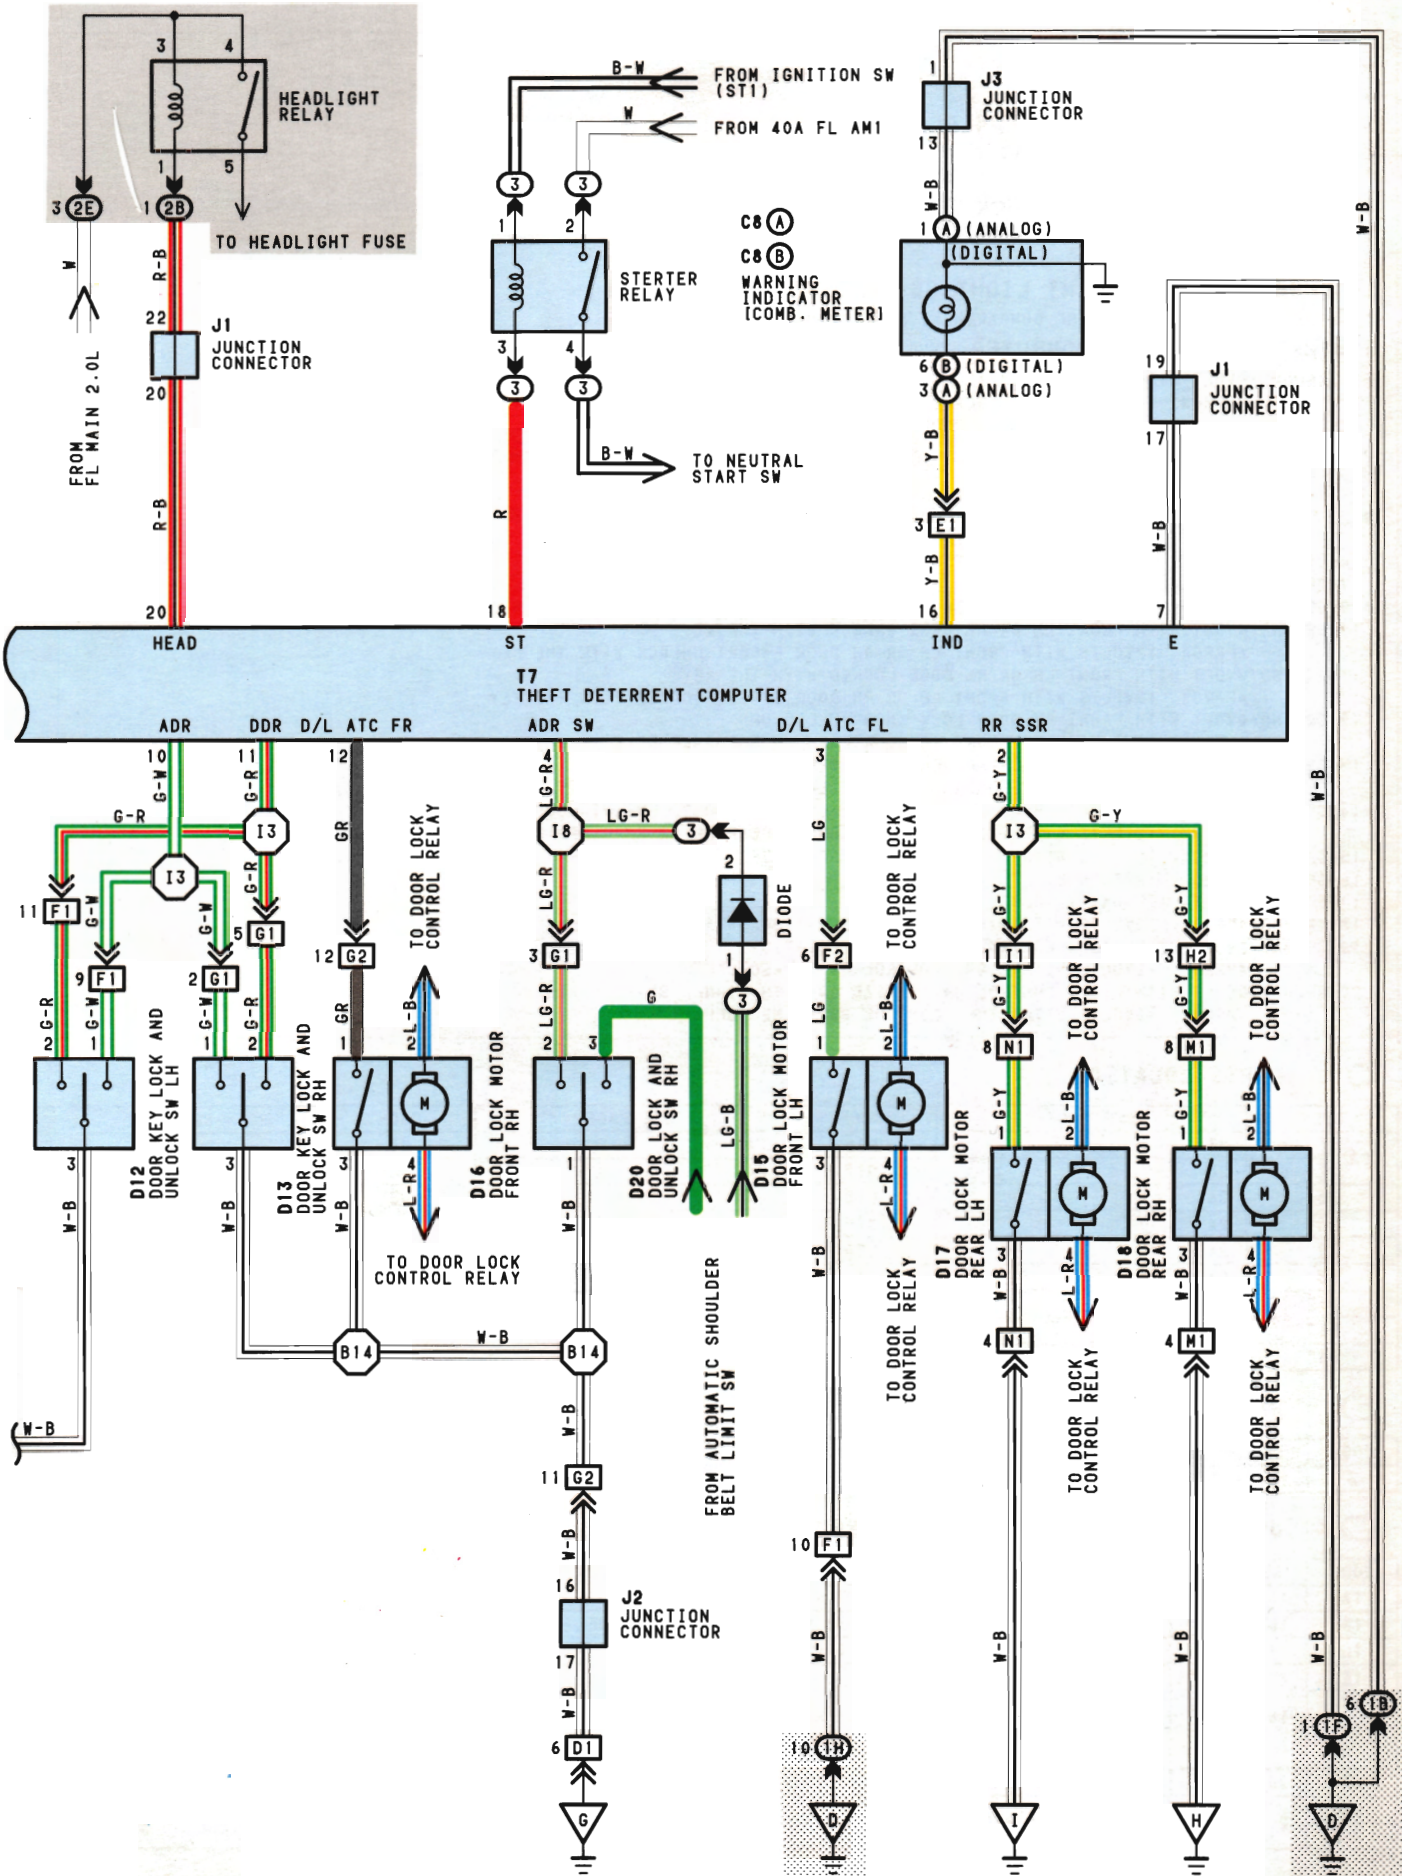 3 4
HEADLIGHT
RELAY
1 5
3 2E
1 2B
TO HEADLIGHT FUSE
W
R-B
FROM
FL MAIN 2.0L
22
J1
JUNCTION
CONNECTOR
20
R-B
20
B-W
FROM IGNITION SW
(ST1)
W
FROM 40A FL AM1
3 3
1 2
STERTER
RELAY
3 4
3 3
B-W
TO NEUTRAL
START SW
R
18
C8 A
C8 B
WARNING
INDICATOR
[COMB. METER]
1
J3
JUNCTION
CONNECTOR
13
W-B
1 A (ANALOG)
(DIGITAL)
6 B (DIGITAL)
3 A (ANALOG)
Y-B
3 E1
Y-B
16
W-B
19
J1
JUNCTION
CONNECTOR
17
W-B
7
HEAD ST IND E
T7
THEFT DETERRENT COMPUTER
ADR DDR D/L ATC FR ADR SW D/L ATC FL RR SSR
10 11 12 4 3 2
G-W
G-R
G-R
I3
I3
G-R
G-W
G-W
11 F1
5 G1
9 F1
2 G1
G-R
G-W
G-W
G-R
2 1
1 2
3
D12
DOOR KEY LOCK AND
UNLOCK SW LH
W-B
W-B
3
D13
DOOR KEY LOCK AND
UNLOCK SW RH
W-B
GR
TO DOOR LOCK
CONTROL RELAY
12 G2
GR
L-B
1 2
M
3 4
D16
DOOR LOCK MOTOR
FRONT RH
W-B
L-R
TO DOOR LOCK
CONTROL RELAY
B14
W-B
B14
LG-R
I8
LG-R
3
LG-R
2
DIODE
1
3
3 G1
LG-R
G
2 3
1
D20
DOOR LOCK AND
UNLOCK SW RH
LG-B
W-B
FROM AUTOMATIC SHOULDER
BELT LIMIT SW
W-B
11 G2
W-B
16
J2
JUNCTION
CONNECTOR
17
W-B
6 D1
G
LG
TO DOOR LOCK
CONTROL RELAY
6 F2
LG
L-B
1 2
M
3 4
D15
DOOR LOCK MOTOR
FRONT LH
W-B
L-R
TO DOOR LOCK
CONTROL RELAY
10 F1
W-B
10 1H
D
G-Y
I3
G-Y
G-Y
1 I1
G-Y
8 N1
G-Y
TO DOOR LOCK
CONTROL RELAY
L-B
1 2
M
3 4
D17
DOOR LOCK MOTOR
REAR LH
W-B
L-R
4 N1
TO DOOR LOCK
CONTROL RELAY
W-B
I
G-Y
13 H2
G-Y
8 M1
G-Y
TO DOOR LOCK
CONTROL RELAY
L-B
1 2
M
3 4
D18
DOOR LOCK MOTOR
REAR RH
W-B
L-R
4 M1
TO DOOR LOCK
CONTROL RELAY
W-B
H
W-B
W-B
1 1F
6 1B
D